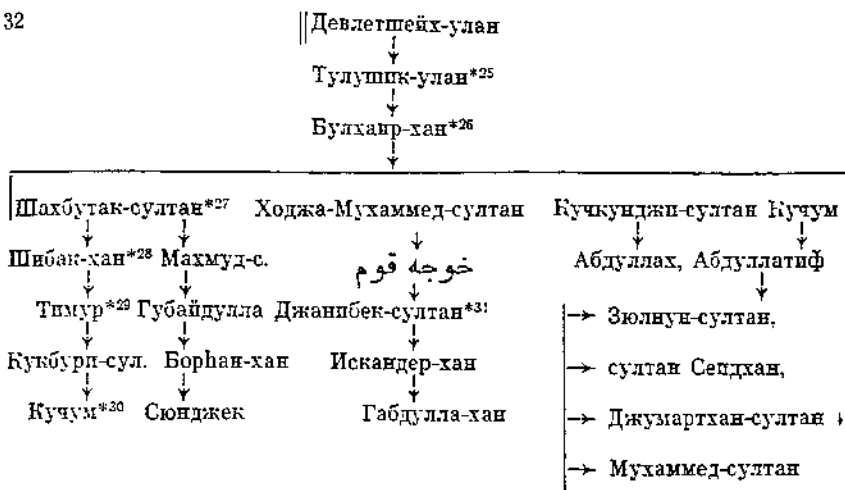 32
Девлетшейх-улан
Тулушик-улан*25
Булхаир-хан*26
Шахбутак-султан*27 Ходжа-Мухаммед-султан Кучкунджи-султан Кучум
Шибак-хан*28 Махмуд-с. خوجه قوم Абдуллах, Абдуллатиф
Тимур*29 Губайдулла Джанибек-султан*31 Зюлнун-султан,
Кукбури-сул. Борһан-хан Искандер-хан султан Сеидхан,
Кучум*30 Сюнджек Габдулла-хан Джумартхан-султан
Мухаммед-султан